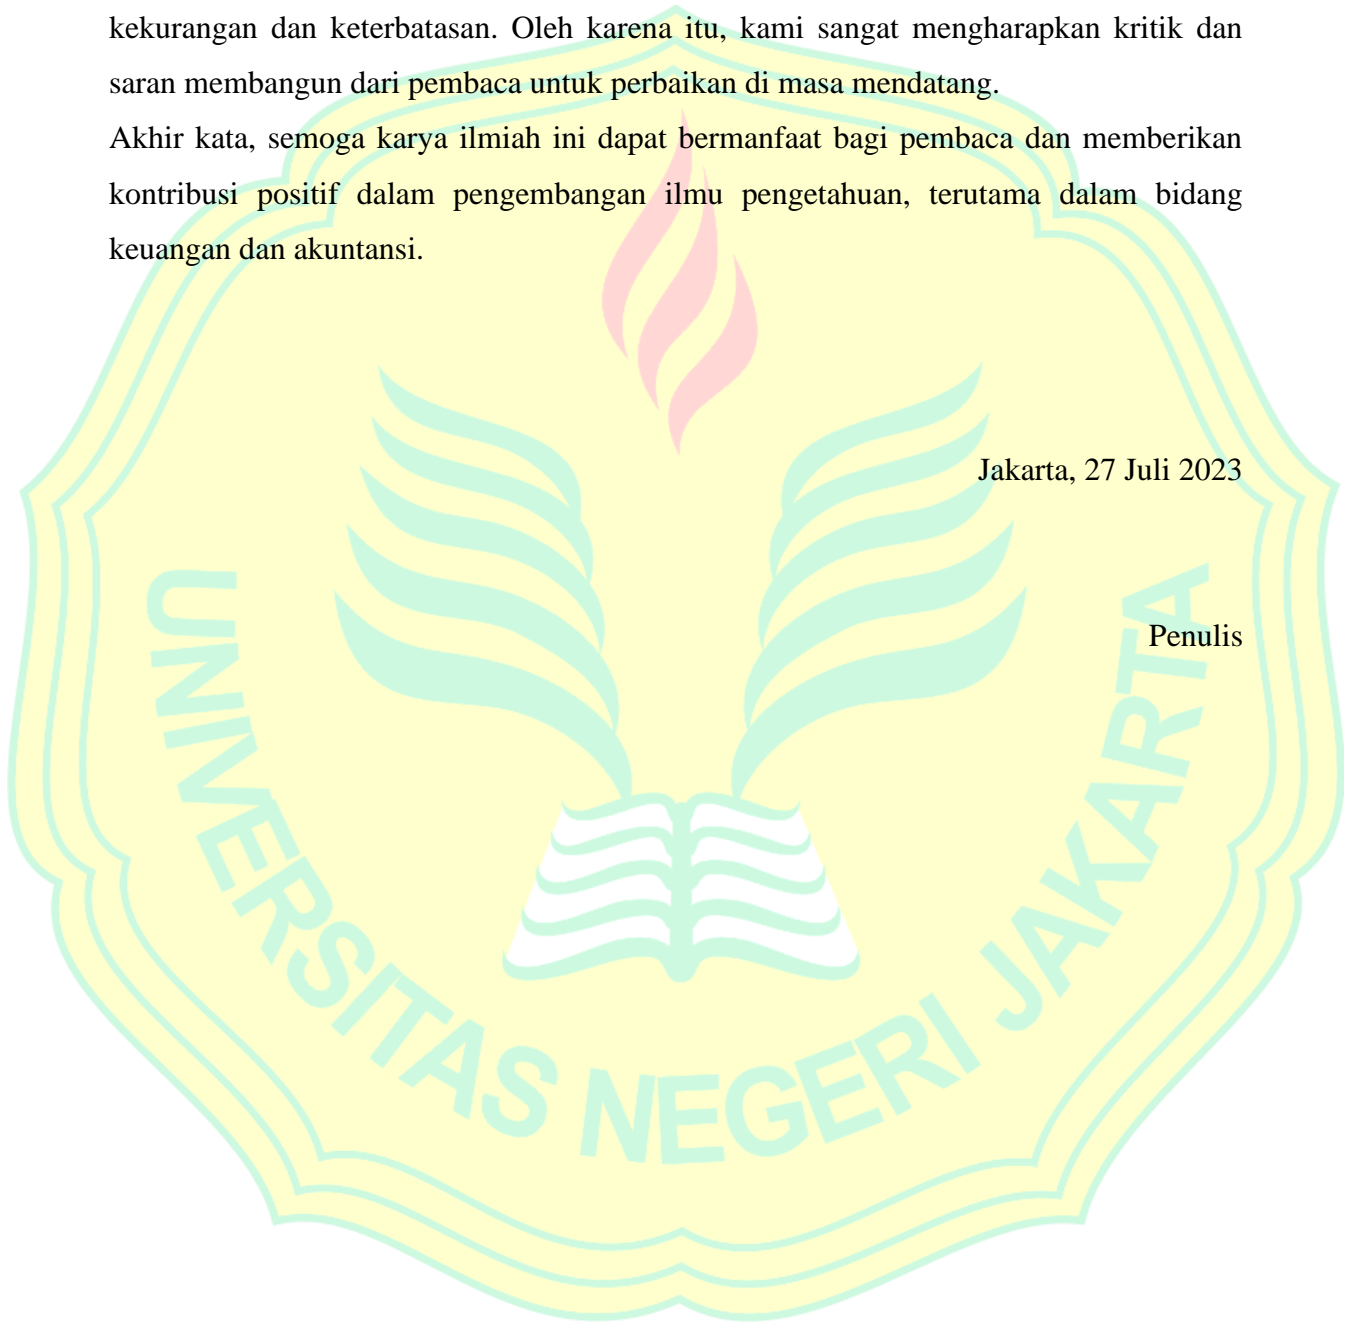 kekurangan dan keterbatasan. Oleh karena itu, kami sangat mengharapkan kritik dan
saran membangun dari pembaca untuk perbaikan di masa mendatang.
Akhir kata, semoga karya ilmiah ini dapat bermanfaat bagi pembaca dan memberikan
kontribusi positif dalam pengembangan ilmu pengetahuan, terutama dalam bidang
keuangan dan akuntansi.
Jakarta, 27 Juli 2023
Penulis
UNIVERSITAS NEGERI JAKARTA